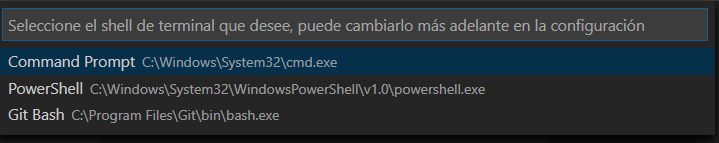 Seleccione el shell de terminal que desee, puede cambiarlo más adelante en la configuración
Command Prompt C:\Windows\System32\cmd.exe
PowerShell C:\Windows\System32\WindowsPowerShell\v1.0\powershell.exe
Git Bash C:\Program Files\Git\bin\bash.exe